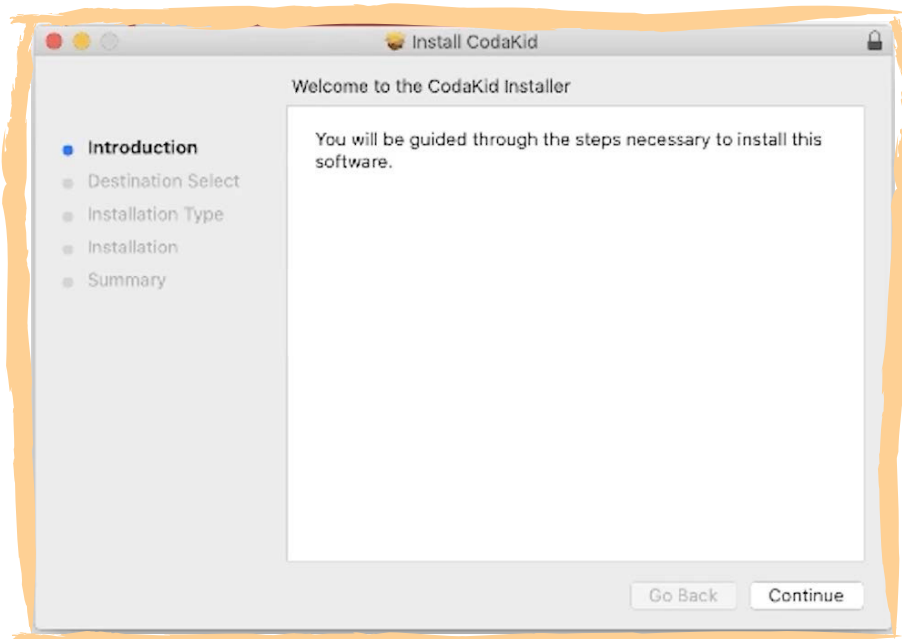 Install CodaKid
Welcome to the CodaKid Installer
Introduction
Destination Select
Installation Type
Installation
Summary
You will be guided through the steps necessary to install this
software.
Go Back
Continue